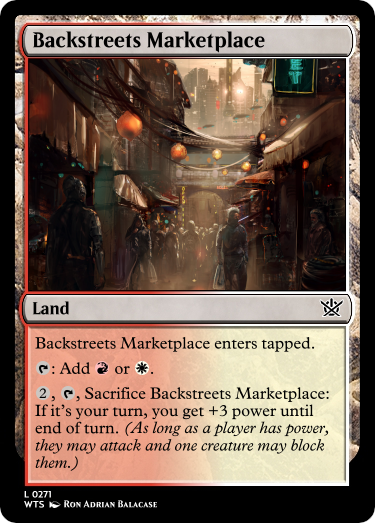 Backstreets Marketplace
Land
Backstreets Marketplace enters tapped.
: Add or .
2, , Sacrifice Backstreets Marketplace:
If it's your turn, you get +3 power until
end of turn. (As long as a player has power,
they may attack and one creature may block
them.)
L 0271
WTS Ron Adrian Balacase